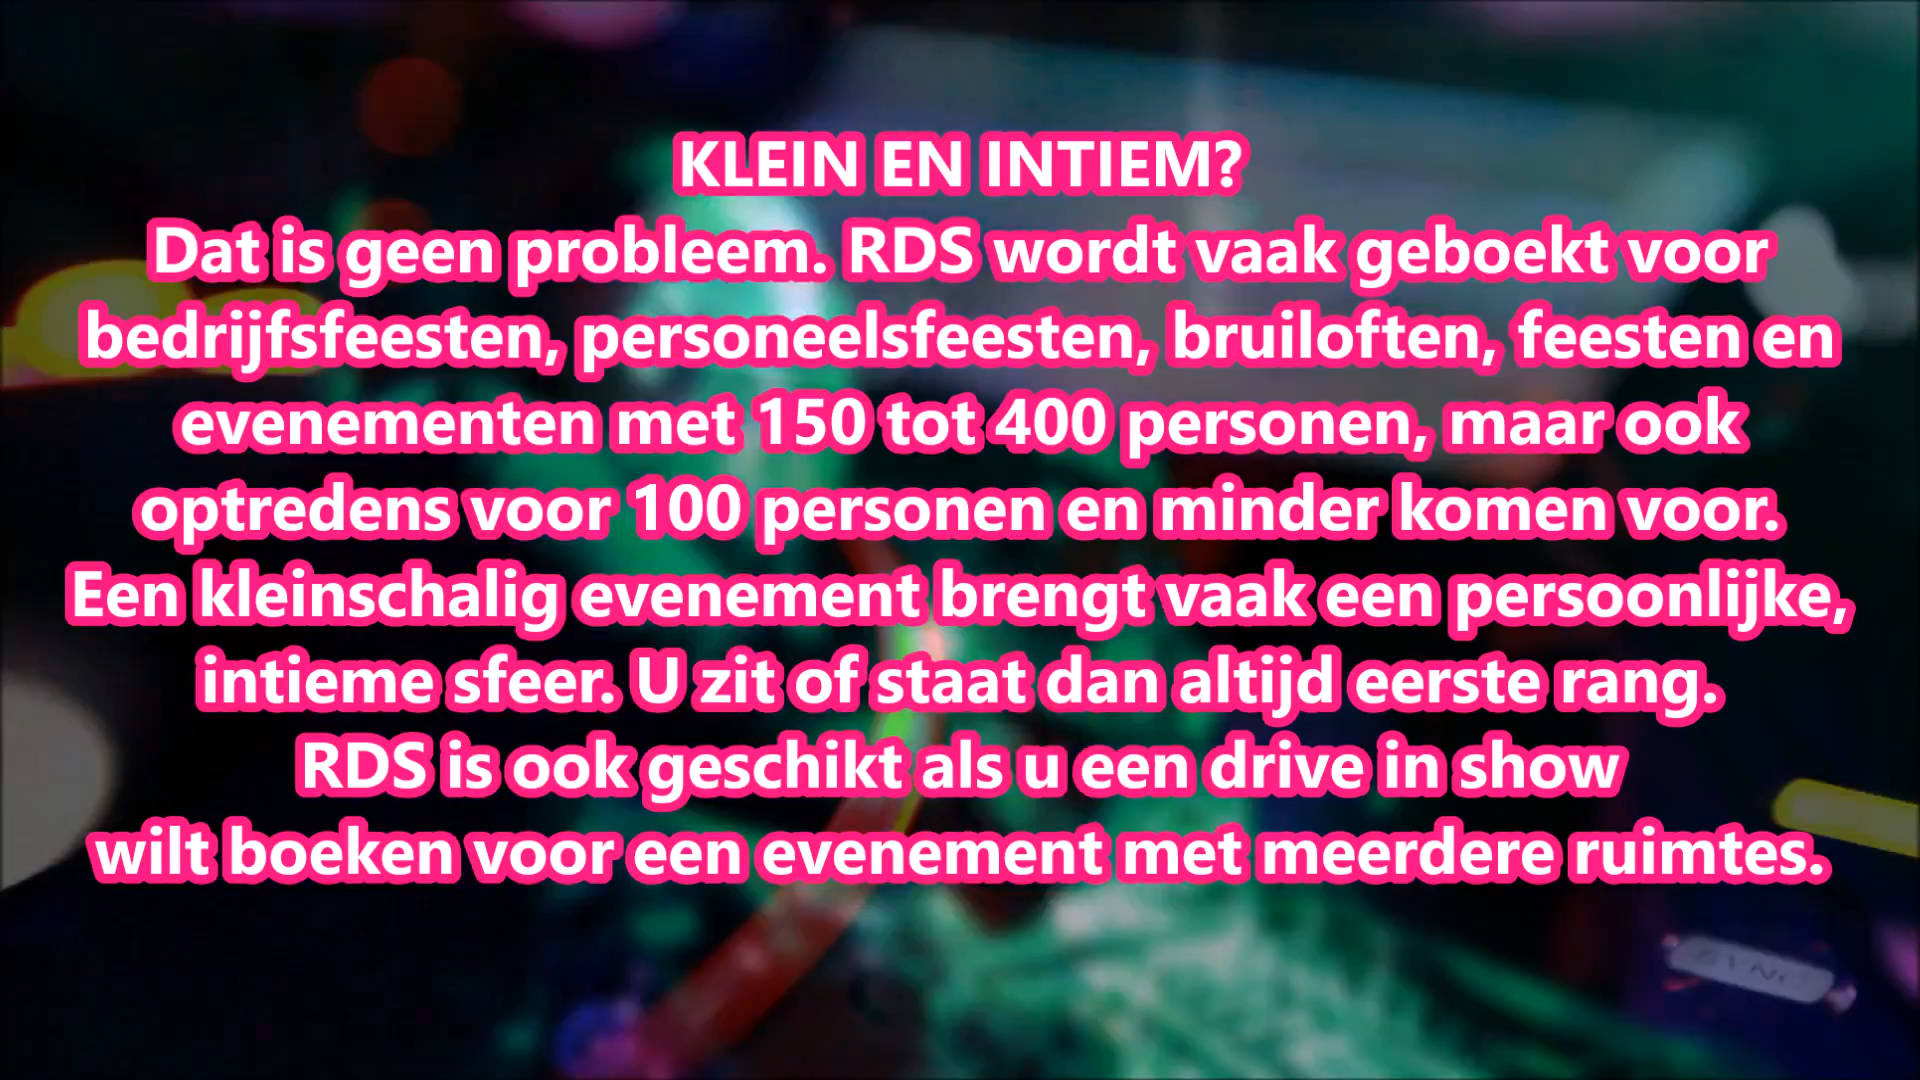 KLEIN EN INTIEM?
Dat is geen probleem. RDS wordt vaak geboekt voor
bedrijfsfeesten, personeelsfeesten, bruiloften, feesten en
evenementen met 150 tot 400 personen, maar ook
optredens voor 100 personen en minder komen voor.
Een kleinschalig evenement brengt vaak een persoonlijke,
intieme sfeer. U zit of staat dan altijd eerste rang.
RDS is ook geschikt als u een drive in show
wilt boeken voor een evenement met meerdere ruimtes.
SYNC